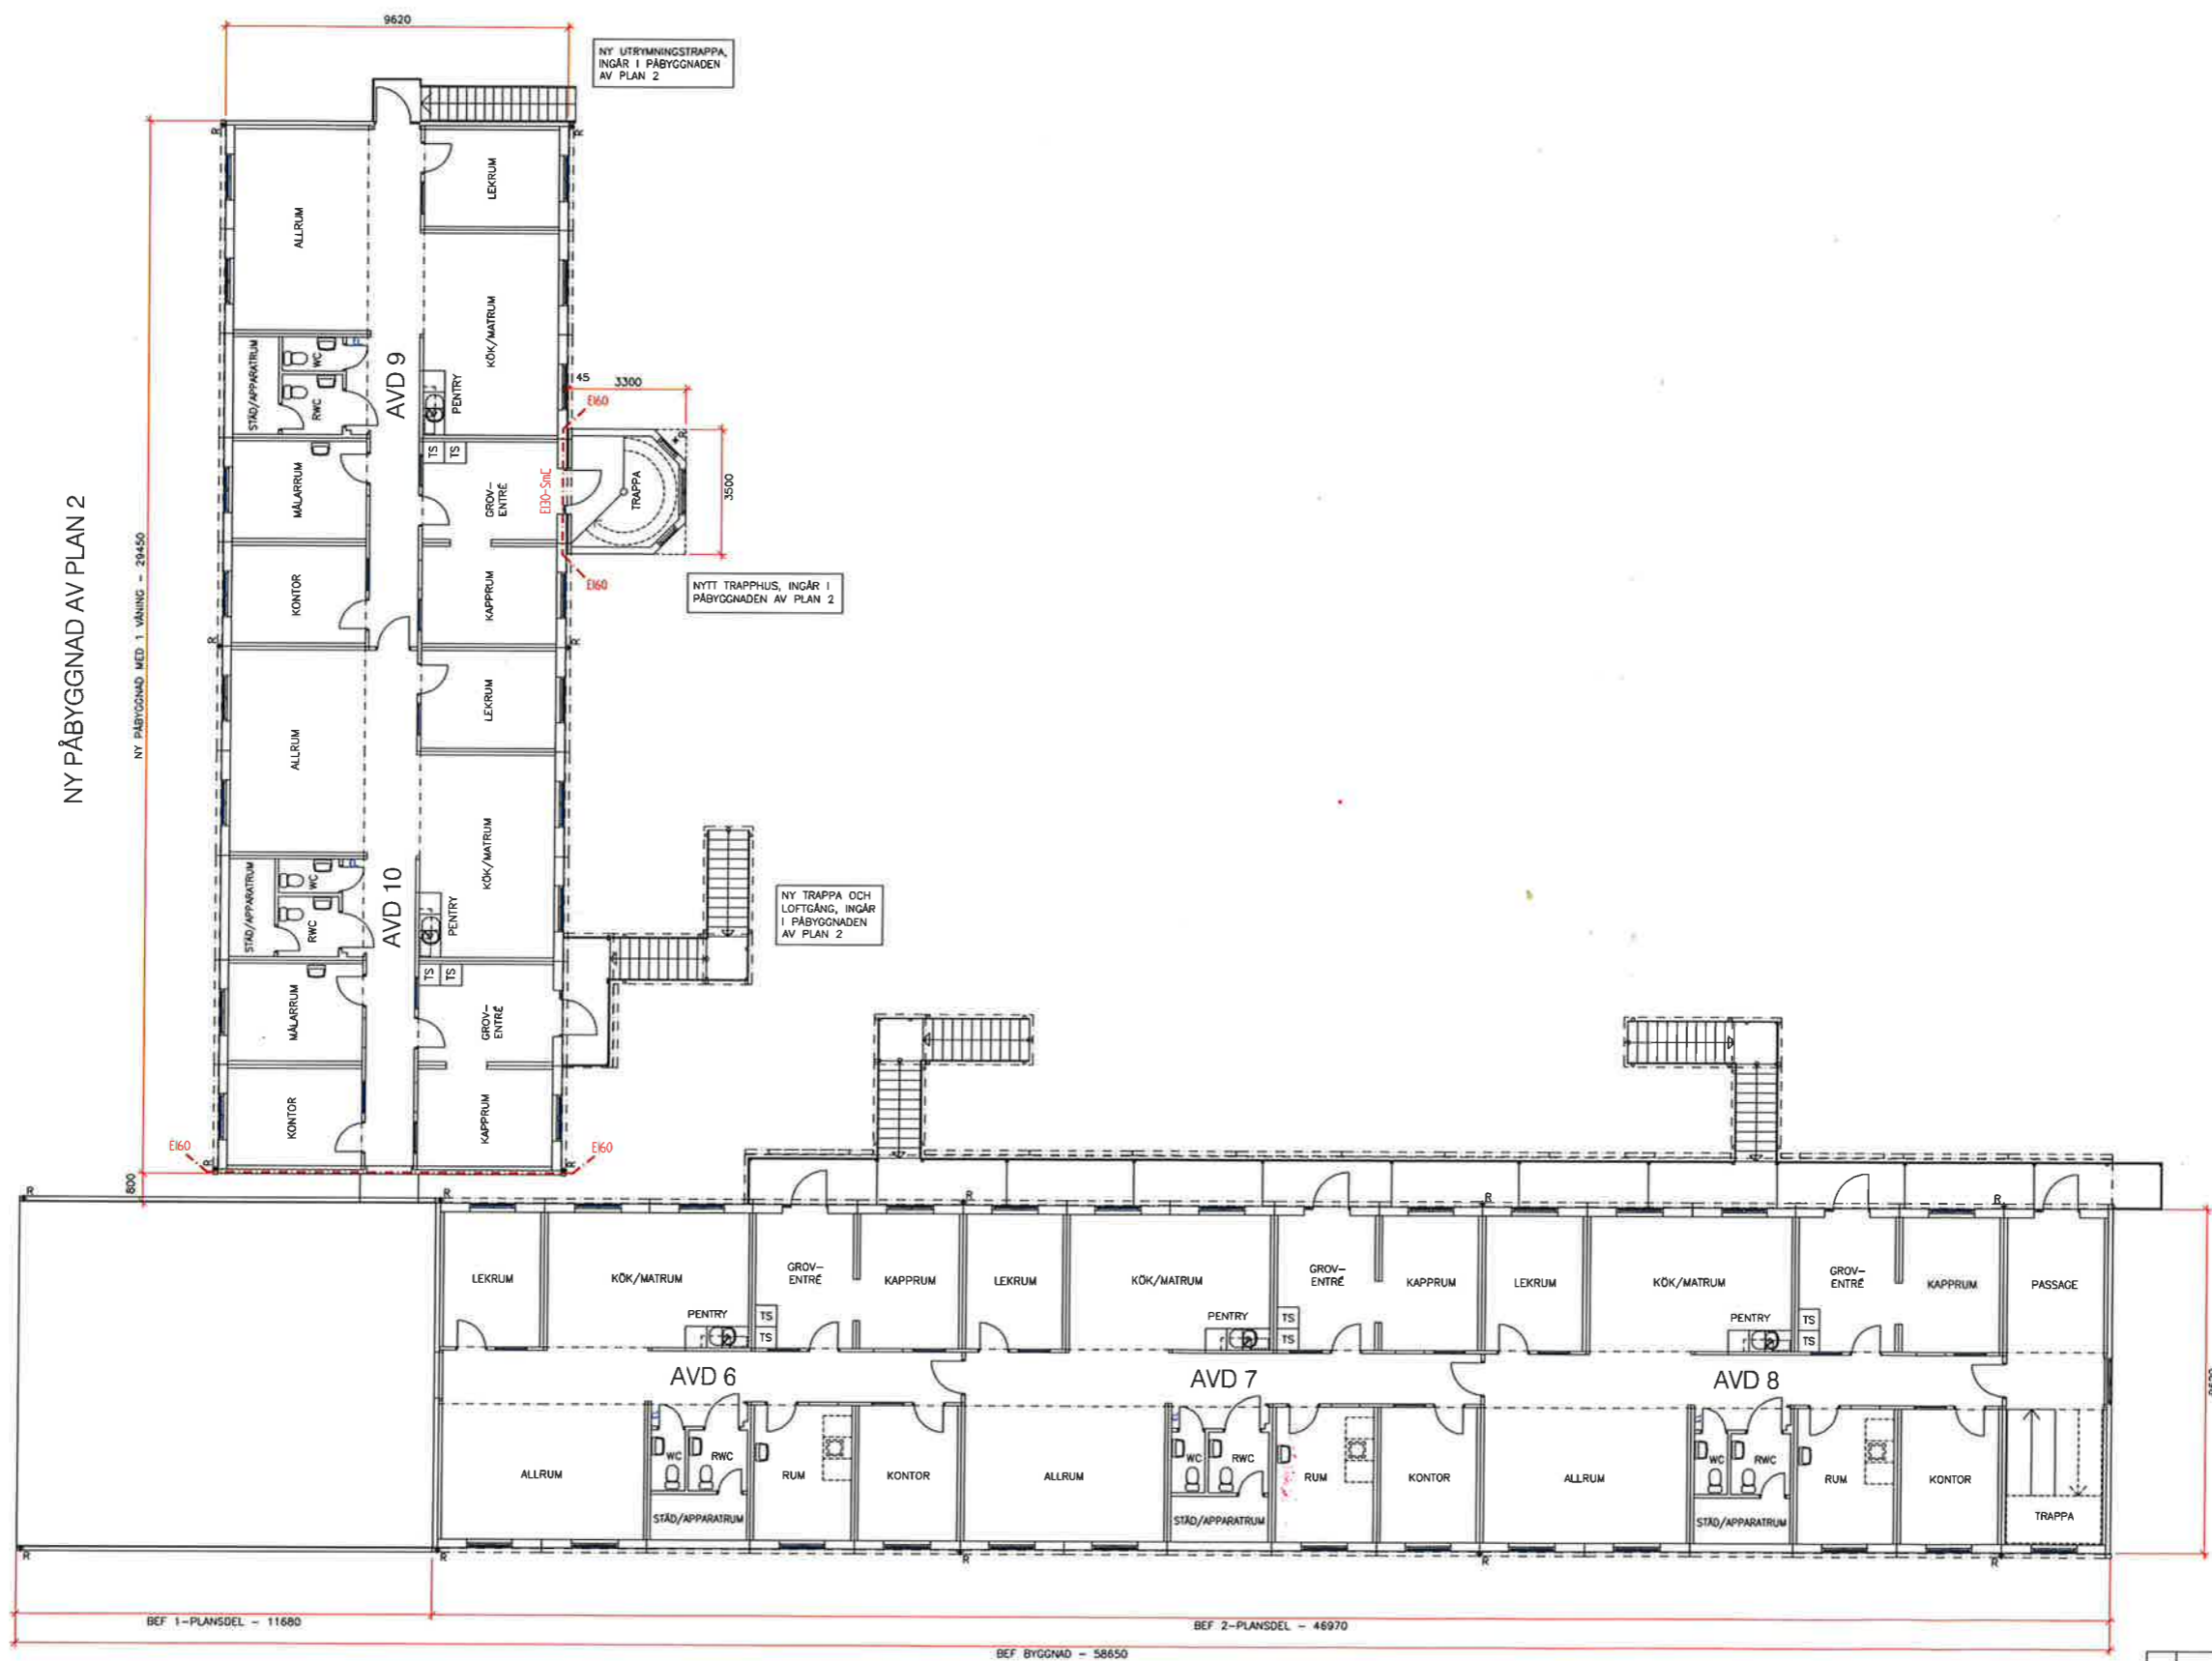 9620
NY UTRYMNINGSTRAPPA,
INGÅR I PÅBYGGNADEN
AV PLAN 2
R
R
LEKRUM
ALLRUM
KÖK/MATRUM
AVD 9
STÄD/APPARATRUM
WC
RWC
PENTRY
45
3300
EI60
TS
TS
MÅLARRUM
GROV-
ENTRÉ
EI30-SmC
TRAPPA
R
3500
NY PÅBYGGNAD AV PLAN 2
NY PÅBYGGNAD MED 1 VÅNING - 29450
KONTOR
KAPPRUM
EI60
NYTT TRAPPHUS, INGÅR I
PÅBYGGNADEN AV PLAN 2
R
R
LEKRUM
ALLRUM
KÖK/MATRUM
AVD 10
STÄD/APPARATRUM
WC
RWC
PENTRY
NY TRAPPA OCH
LOFTGÅNG, INGÅR
I PÅBYGGNADEN
AV PLAN 2
TS
TS
MÅLARRUM
GROV-
ENTRÉ
KONTOR
KAPPRUM
EI60
EI60
R
R
800
R
R
R
R
R
LEKRUM
KÖK/MATRUM
GROV-
ENTRÉ
KAPPRUM
LEKRUM
KÖK/MATRUM
GROV-
ENTRÉ
KAPPRUM
LEKRUM
KÖK/MATRUM
GROV-
ENTRÉ
KAPPRUM
PASSAGE
PENTRY
TS
TS
PENTRY
TS
TS
PENTRY
TS
TS
AVD 6
AVD 7
AVD 8
ALLRUM
WC
RWC
RUM
KONTOR
ALLRUM
WC
RWC
RUM
KONTOR
ALLRUM
WC
RWC
RUM
KONTOR
STÄD/APPARATRUM
STÄD/APPARATRUM
STÄD/APPARATRUM
TRAPPA
R
R
R
R
R
BEF 1-PLANSDEL - 11680
BEF 2-PLANSDEL - 46970
BEF BYGGNAD - 58650